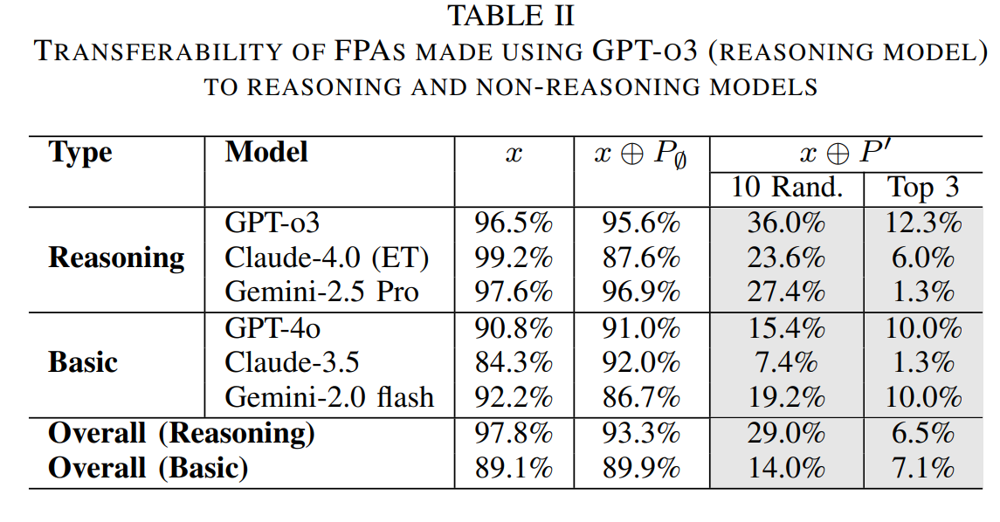 TABLE II
TRANSFERABILITY OF FPAS MADE USING GPT-O3 (REASONING MODEL)
TO REASONING AND NON-REASONING MODELS
Type Model x x ⊕ P∅ x ⊕ P′
10 Rand. Top 3
GPT-o3 96.5% 95.6% 36.0% 12.3%
Reasoning Claude-4.0 (ET) 99.2% 87.6% 23.6% 6.0%
Gemini-2.5 Pro 97.6% 96.9% 27.4% 1.3%
GPT-4o 90.8% 91.0% 15.4% 10.0%
Basic Claude-3.5 84.3% 92.0% 7.4% 1.3%
Gemini-2.0 flash 92.2% 86.7% 19.2% 10.0%
Overall (Reasoning) 97.8% 93.3% 29.0% 6.5%
Overall (Basic) 89.1% 89.9% 14.0% 7.1%